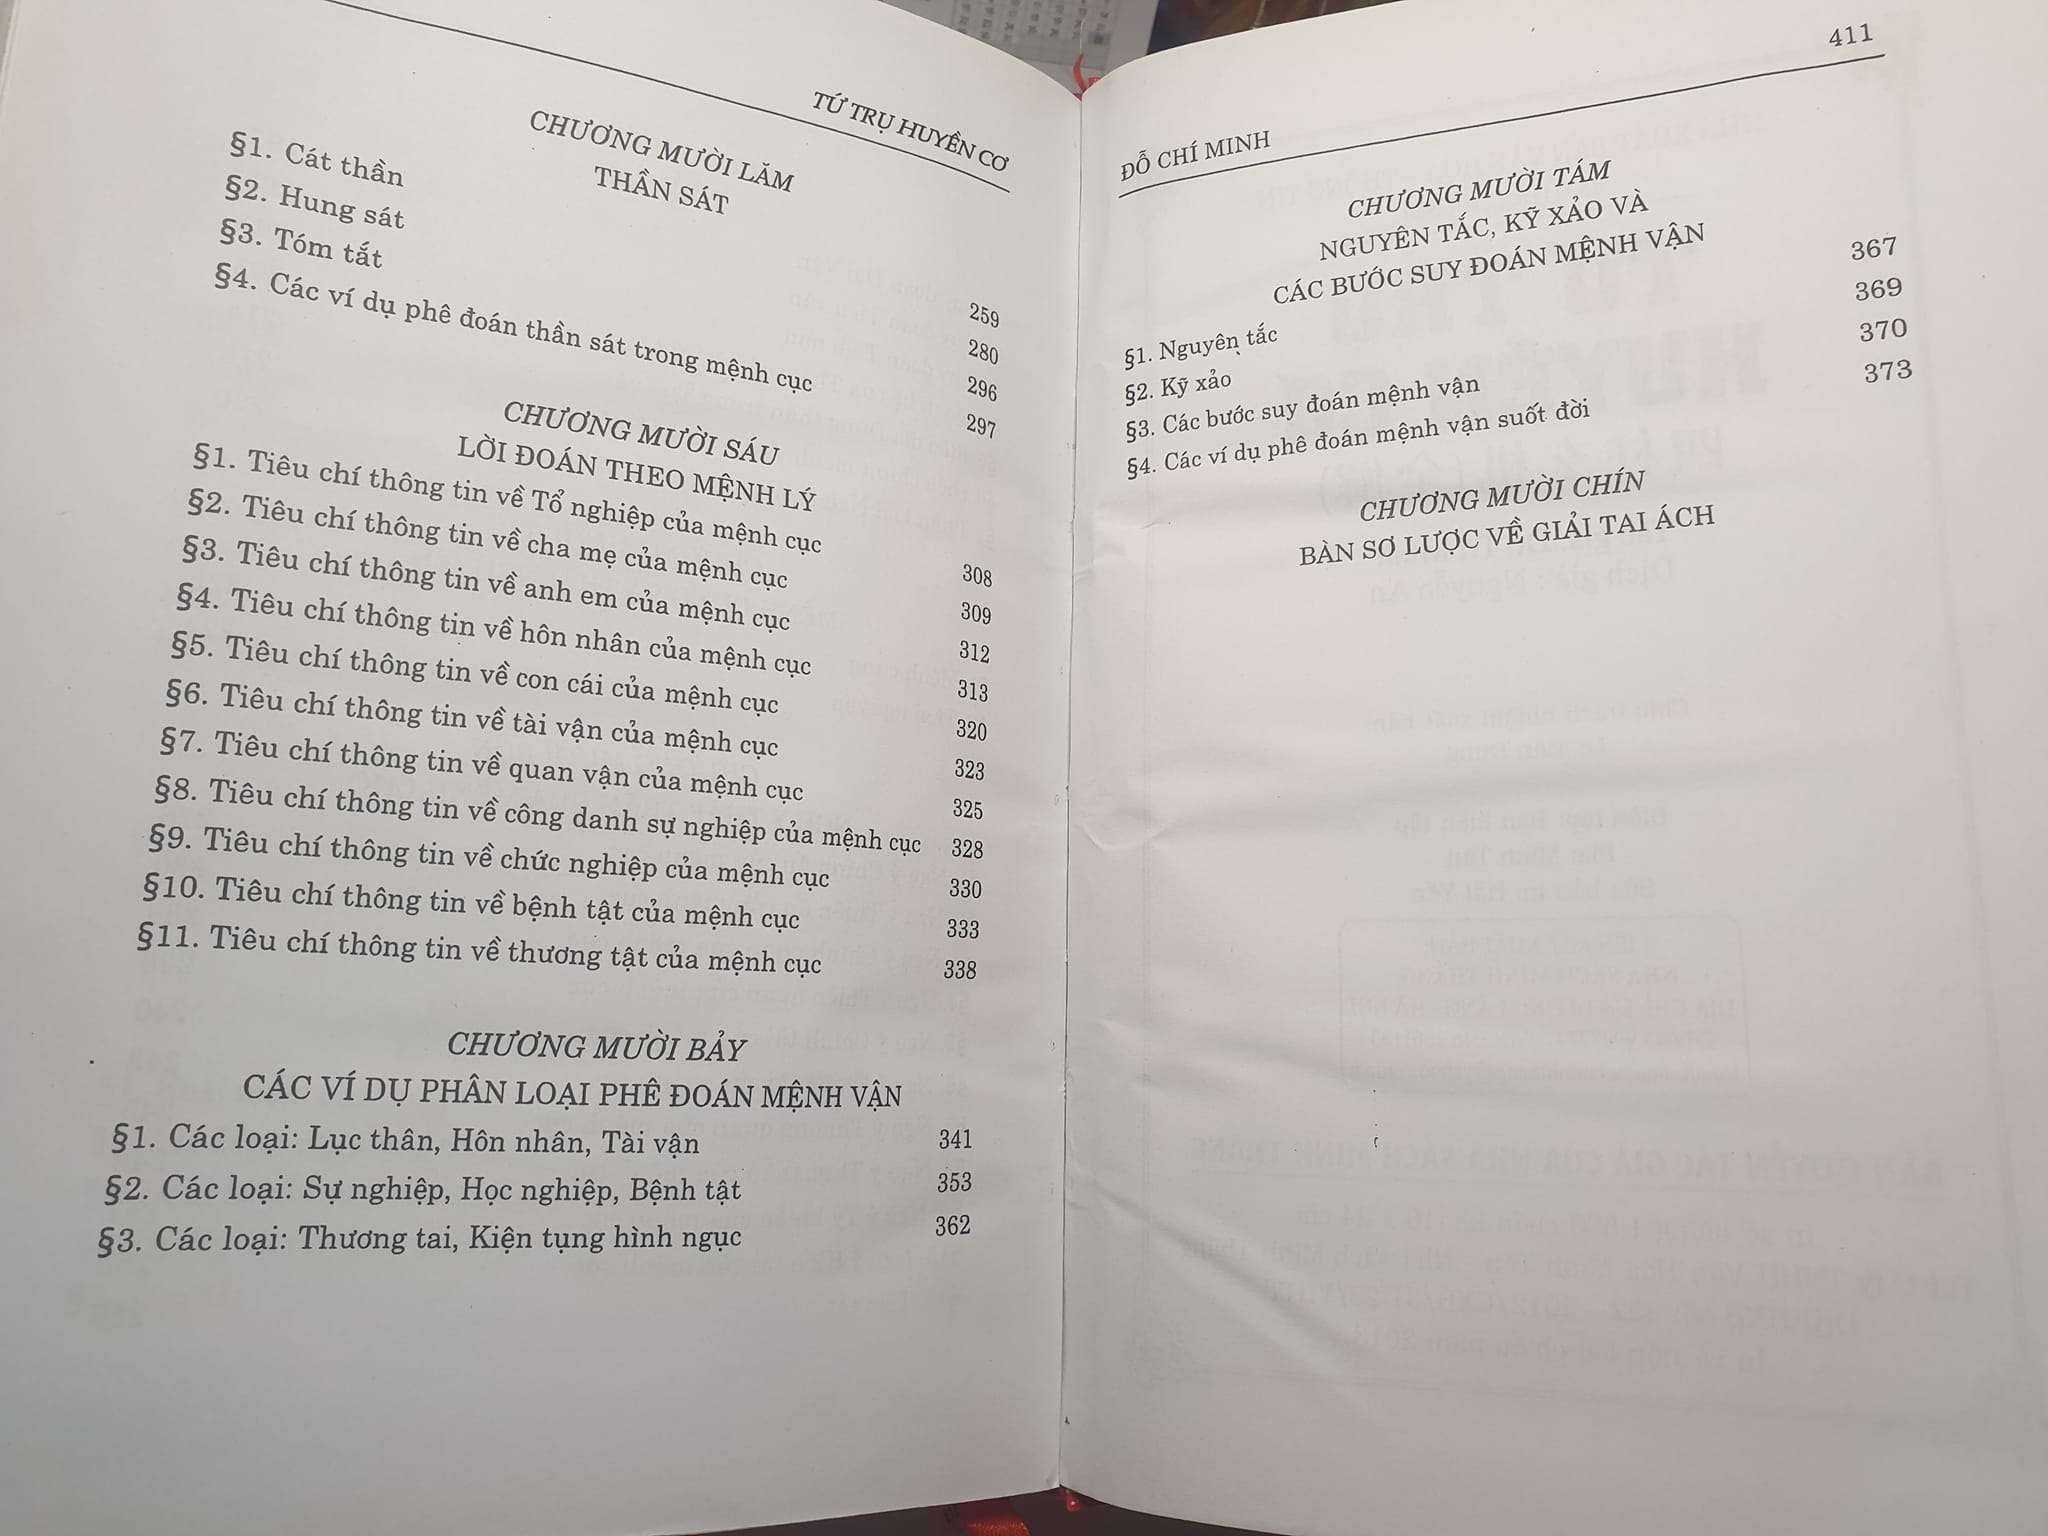 TỨ TRỤ HUYỀN CƠ
CHƯƠNG MƯỜI LĂM
THẦN SÁT
§1. Cát thần 259
§2. Hung sát 280
§3. Tóm tắt 296
§4. Các ví dụ phê đoán thần sát trong mệnh cục 297
CHƯƠNG MƯỜI SÁU
LỜI ĐOÁN THEO MỆNH LÝ
§1. Tiêu chí thông tin về Tổ nghiệp của mệnh cục 308
§2. Tiêu chí thông tin về cha mẹ của mệnh cục 309
§3. Tiêu chí thông tin về anh em của mệnh cục 312
§4. Tiêu chí thông tin về hôn nhân của mệnh cục 313
§5. Tiêu chí thông tin về con cái của mệnh cục 320
§6. Tiêu chí thông tin về tài vận của mệnh cục 323
§7. Tiêu chí thông tin về quan vận của mệnh cục 325
§8. Tiêu chí thông tin về công danh sự nghiệp của mệnh cục 328
§9. Tiêu chí thông tin về chức nghiệp của mệnh cục 330
§10. Tiêu chí thông tin về bệnh tật của mệnh cục 333
§11. Tiêu chí thông tin về thương tật của mệnh cục 338
CHƯƠNG MƯỜI BẢY
CÁC VÍ DỤ PHÂN LOẠI PHÊ ĐOÁN MỆNH VẬN
§1. Các loại: Lục thân, Hôn nhân, Tài vận 341
§2. Các loại: Sự nghiệp, Học nghiệp, Bệnh tật 353
§3. Các loại: Thương tai, Kiện tụng hình ngục 362
ĐỖ CHÍ MINH 411
CHƯƠNG MƯỜI TÁM
NGUYÊN TẮC, KỸ XẢO VÀ
CÁC BƯỚC SUY ĐOÁN MỆNH VẬN
§1. Nguyên tắc 367
§2. Kỹ xảo 369
§3. Các bước suy đoán mệnh vận 370
§4. Các ví dụ phê đoán mệnh vận suốt đời 373
CHƯƠNG MƯỜI CHÍN
BÀN SƠ LƯỢC VỀ GIẢI TAI ÁCH